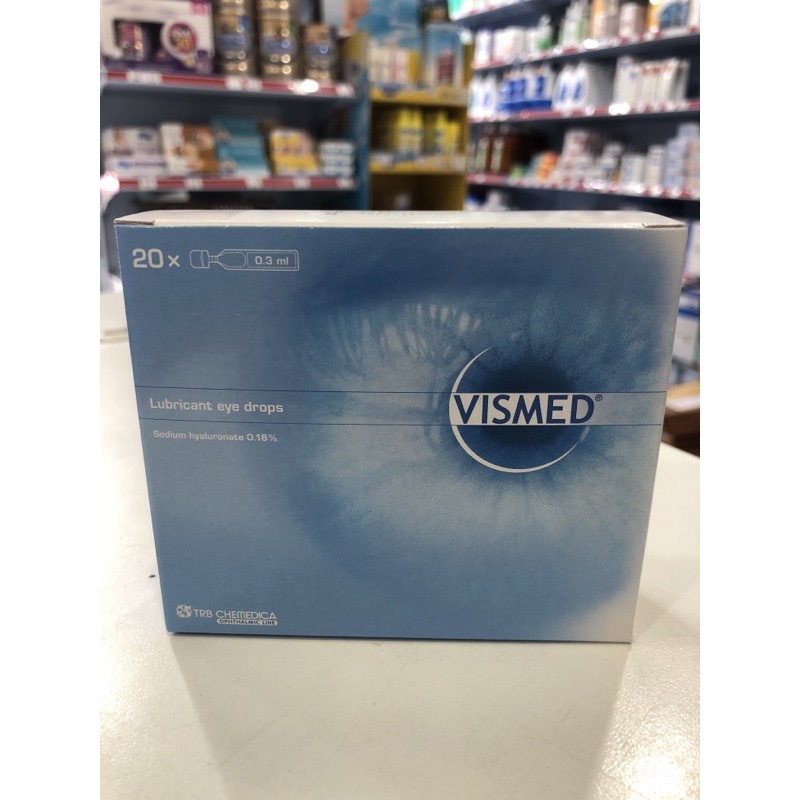 20 x 0.3 ml
Lubricant eye drops
VISMED®
Sodium hyaluronate 0.18%
TRB CHEMEDICA
OPHTHALMIC LINE